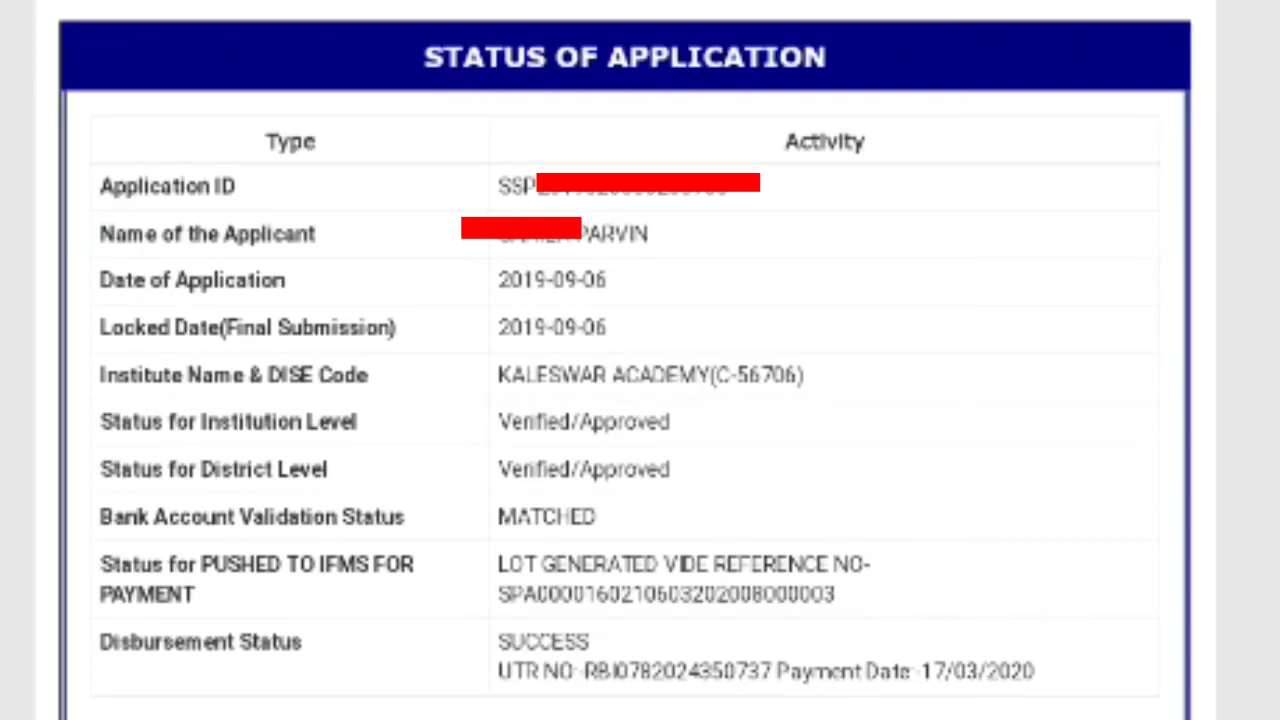 STATUS OF APPLICATION
Type Activity
Application ID SSP
Name of the Applicant PARVIN
Date of Application 2019-09-06
Locked Date(Final Submission) 2019-09-06
Institute Name & DISE Code KALESWAR ACADEMY(C-56706)
Status for Institution Level Verified/Approved
Status for District Level Verified/Approved
Bank Account Validation Status MATCHED
Status for PUSHED TO IFMS FOR LOT GENERATED VIDE REFERENCE NO-
PAYMENT SPA000016021060320200800​0003
Disbursement Status SUCCESS
UTR NO:-RBI0782024350737 Payment Date:-17/03/2020